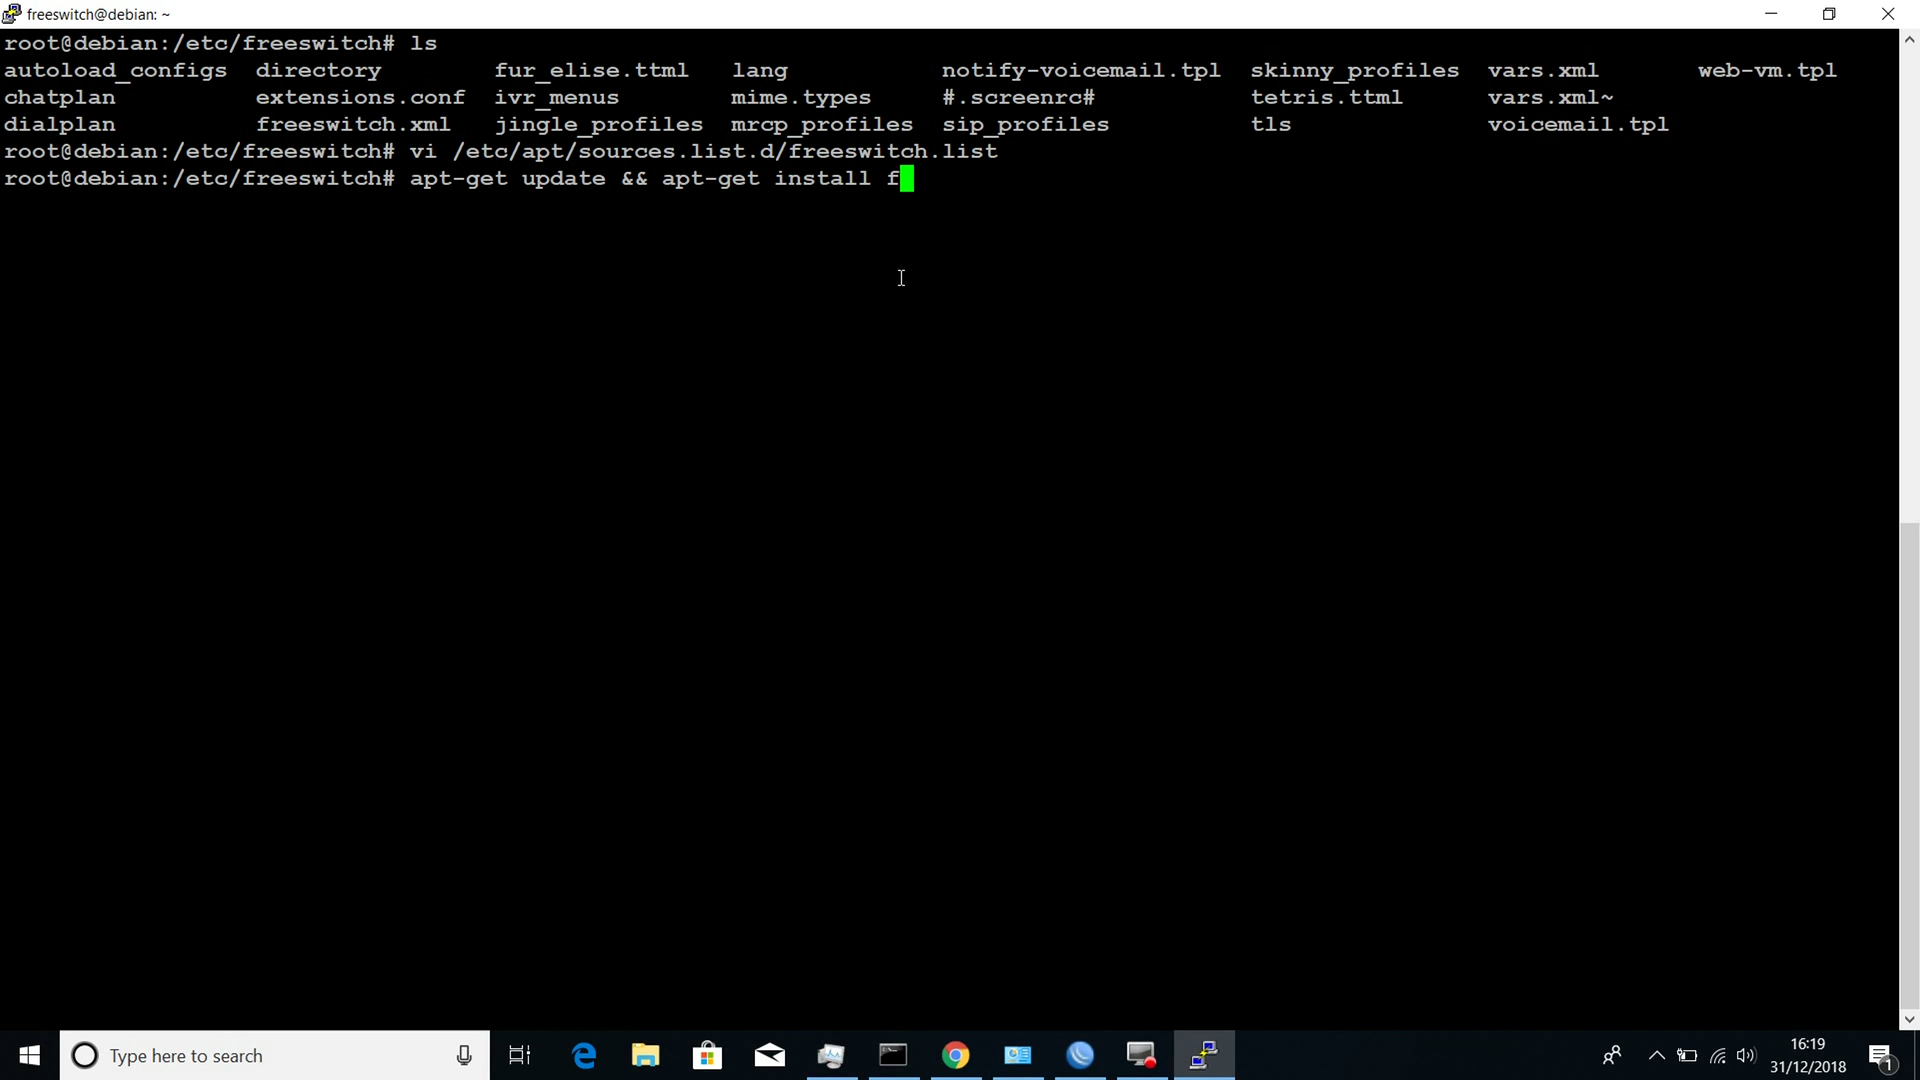 freeswitch@debian: ~
root@debian:/etc/freeswitch# ls
autoload_configs directory fur_elise.ttml lang notify-voicemail.tpl skinny_profiles vars.xml web-vm.tpl
chatplan extensions.conf ivr_menus mime.types #.screenrc# tetris.ttml vars.xml~
dialplan freeswitch.xml jingle_profiles mrcp_profiles sip_profiles tls voicemail.tpl
root@debian:/etc/freeswitch# vi /etc/apt/sources.list.d/freeswitch.list
root@debian:/etc/freeswitch# apt-get update && apt-get install f
Type here to search
16:19
31/12/2018
1